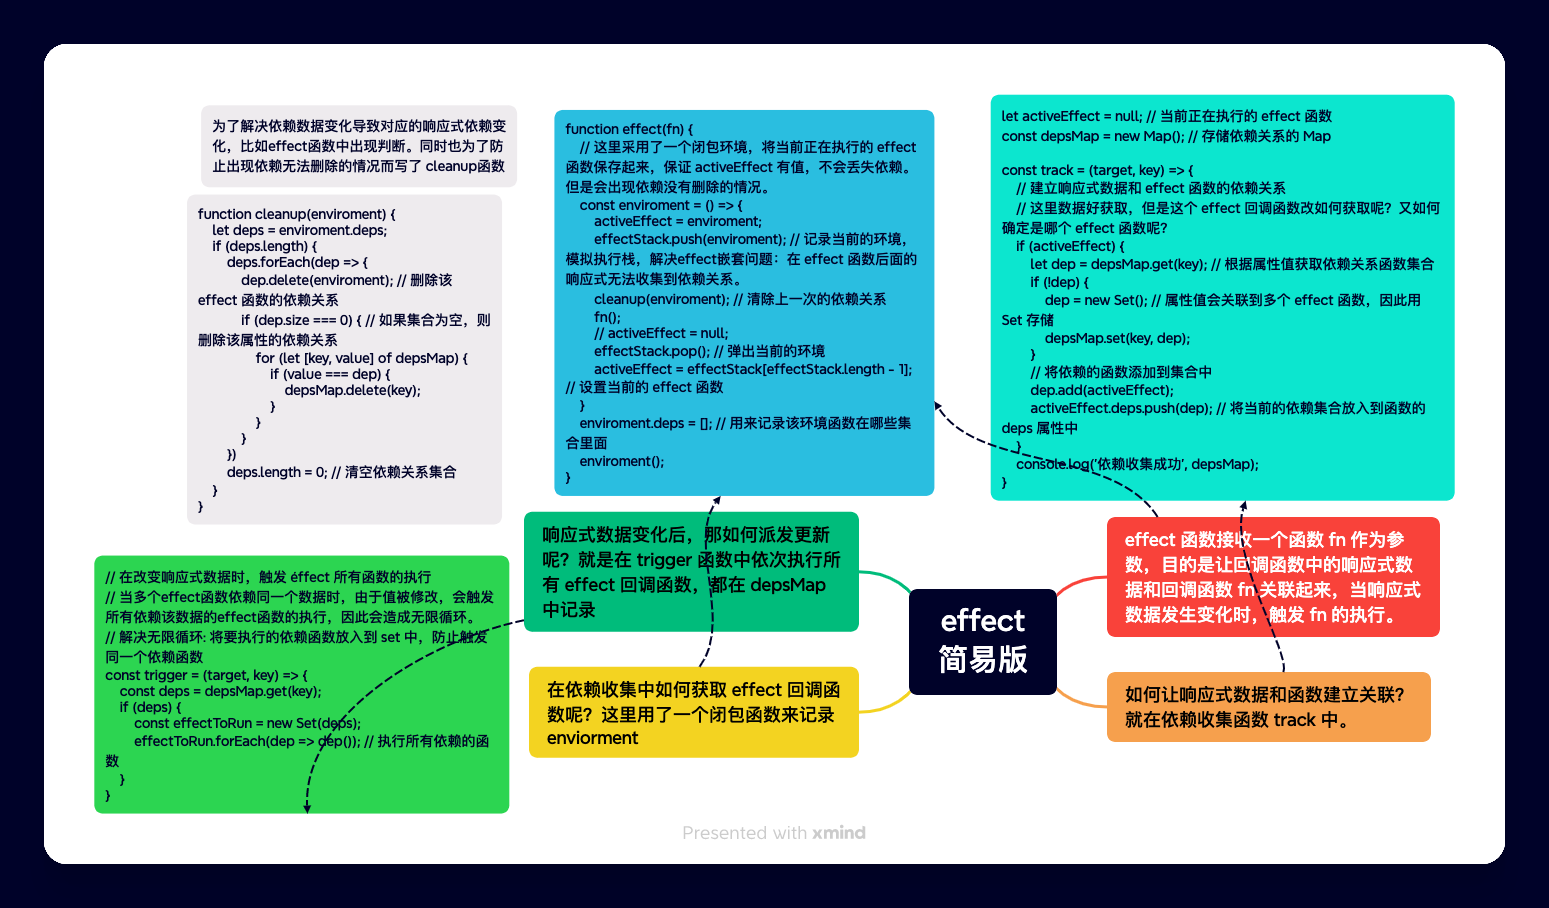 为了解决依赖数据变化导致对应的响应式依赖变
化，比如effect函数中出现判断。同时也为了防
止出现依赖无法删除的情况而写了 cleanup函数
function cleanup(enviroment) {
let deps = enviroment.deps;
if (deps.length) {
deps.forEach(dep => {
dep.delete(enviroment); // 删除该
effect 函数的依赖关系
if (dep.size === 0) { // 如果集合为空，则
删除该属性的依赖关系
for (let [key, value] of depsMap) {
if (value === dep) {
depsMap.delete(key);
}
}
}
})
deps.length = 0; // 清空依赖关系集合
}
}
function effect(fn) {
// 这里采用了一个闭包环境，将当前正在执行的 effect
函数保存起来，保证 activeEffect 有值，不会丢失依赖。
但是会出现依赖没有删除的情况。
const enviroment = () => {
activeEffect = enviroment;
effectStack.push(enviroment); // 记录当前的环境，
模拟执行栈，解决effect嵌套问题：在 effect 函数后面的
响应式无法收集到依赖关系。
cleanup(enviroment); // 清除上一次的依赖关系
fn();
// activeEffect = null;
effectStack.pop(); // 弹出当前的环境
activeEffect = effectStack[effectStack.length - 1];
// 设置当前的 effect 函数
}
enviroment.deps = []; // 用来记录该环境函数在哪些集
合里面
enviroment();
}
let activeEffect = null; // 当前正在执行的 effect 函数
const depsMap = new Map(); // 存储依赖关系的 Map
const track = (target, key) => {
// 建立响应式数据和 effect 函数的依赖关系
// 这里数据好获取，但是这个 effect 回调函数改如何获取呢？又如何
确定是哪个 effect 函数呢？
if (activeEffect) {
let dep = depsMap.get(key); // 根据属性值获取依赖关系函数集合
if (!dep) {
dep = new Set(); // 属性值会关联到多个 effect 函数，因此用
Set 存储
depsMap.set(key, dep);
}
// 将依赖的函数添加到集合中
dep.add(activeEffect);
activeEffect.deps.push(dep); // 将当前的依赖集合放入到函数的
deps 属性中
}
console.log('依赖收集成功', depsMap);
}
响应式数据变化后，那如何派发更新
呢？就是在 trigger 函数中依次执行所
有 effect 回调函数，都在 depsMap
中记录
effect 函数接收一个函数 fn 作为参
数，目的是让回调函数中的响应式数
据和回调函数 fn 关联起来，当响应式
数据发生变化时，触发 fn 的执行。
effect
简易版
// 在改变响应式数据时，触发 effect 所有函数的执行
// 当多个effect函数依赖同一个数据时，由于值被修改，会触发
所有依赖该数据的effect函数的执行，因此会造成无限循环。
// 解决无限循环: 将要执行的依赖函数放入到 set 中，防止触发
同一个依赖函数
const trigger = (target, key) => {
const deps = depsMap.get(key);
if (deps) {
const effectToRun = new Set(deps);
effectToRun.forEach(dep => dep()); // 执行所有依赖的函
数
}
}
在依赖收集中如何获取 effect 回调函
数呢？这里用了一个闭包函数来记录
enviorment
如何让响应式数据和函数建立关联？
就在依赖收集函数 track 中。
Presented with xmind